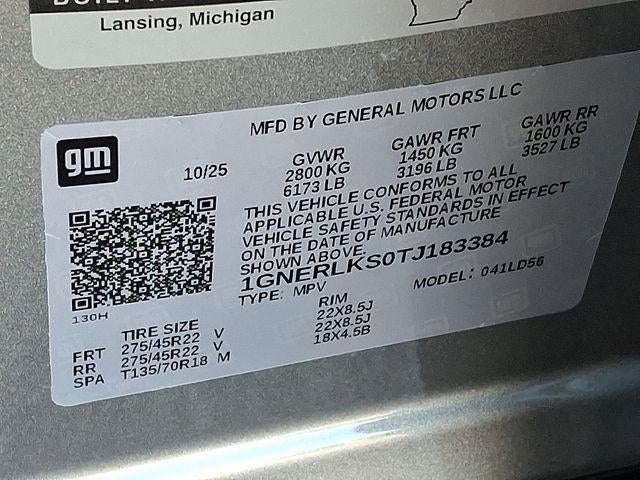 Lansing, Michigan
MFD BY GENERAL MOTORS LLC
gm
10/25
GVWR GAWR FRT GAWR RR
2800 KG 1450 KG 1600 KG
6173 LB 3196 LB 3527 LB
THIS VEHICLE CONFORMS TO ALL
APPLICABLE U.S. FEDERAL MOTOR
VEHICLE SAFETY STANDARDS IN EFFECT
ON THE DATE OF MANUFACTURE
SHOWN ABOVE.
1GNERLKS0TJ183384
TYPE: MPV MODEL: 041LD56
130H
TIRE SIZE RIM
FRT 275/45R22 V 22X8.5J
RR 275/45R22 V 22X8.5J
SPA T135/70R18 M 18X4.5B